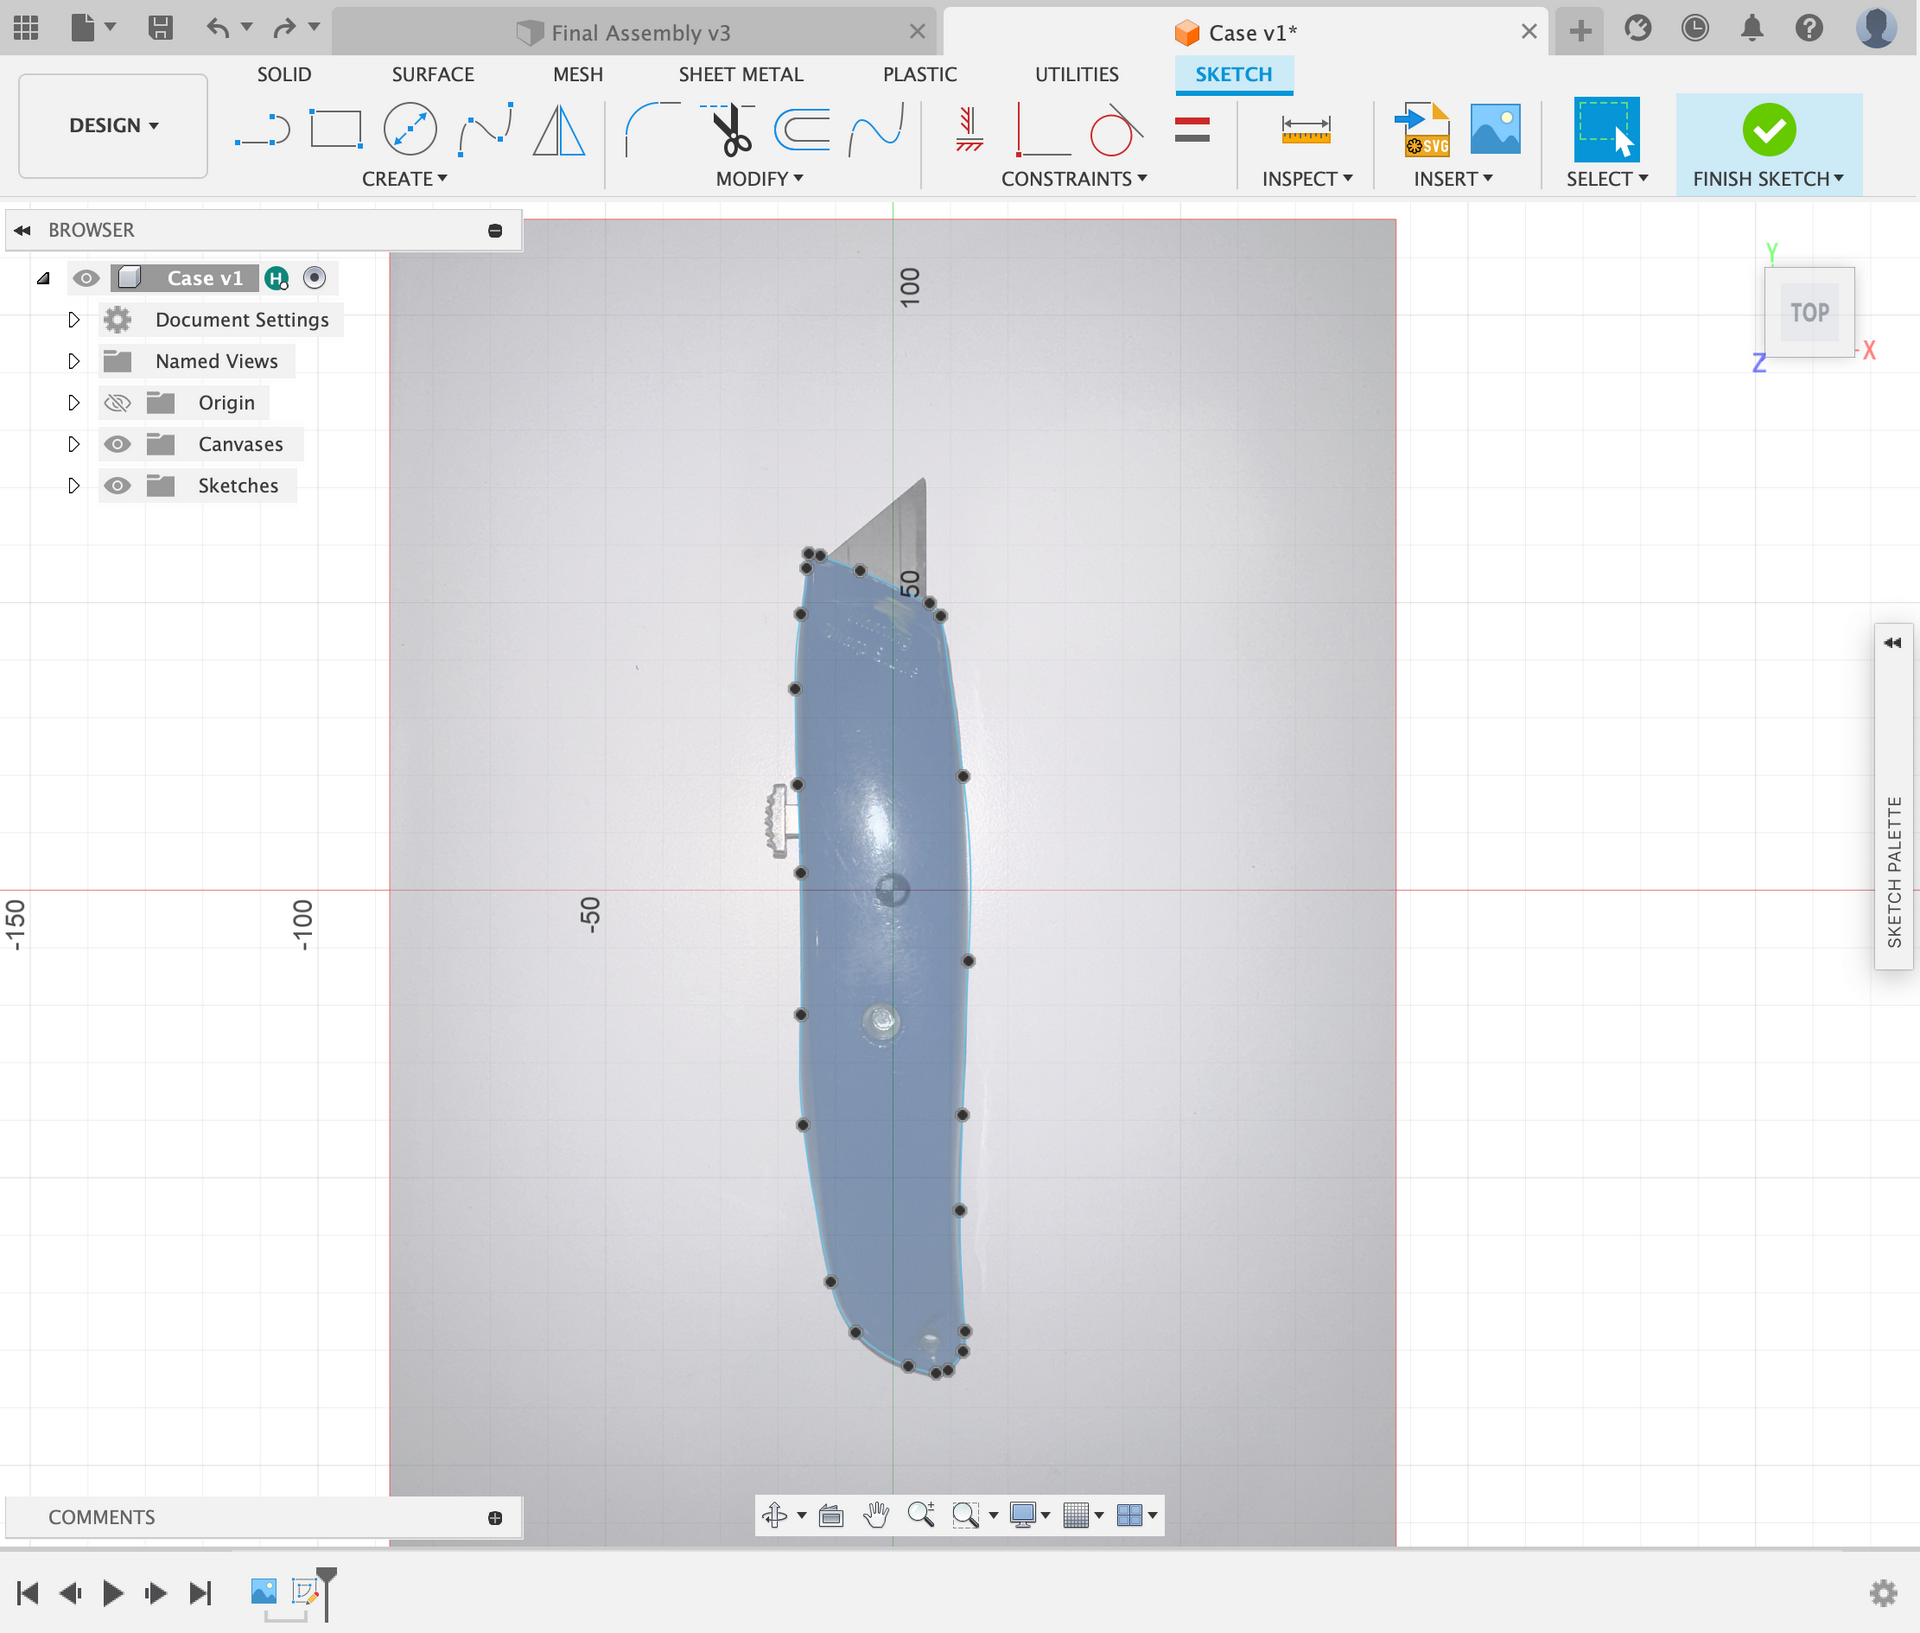 Final Assembly v3
Case v1*
SOLID
SURFACE
MESH
SHEET METAL
PLASTIC
UTILITIES
SKETCH
DESIGN
SVG
CREATE
MODIFY
CONSTRAINTS
INSPECT
INSERT
SELECT
FINISH SKETCH
BROWSER
Case v1
H
Document Settings
Named Views
Origin
Canvases
Sketches
100
50
-50
-100
-150
Y
TOP
X
Z
SKETCH PALETTE
COMMENTS